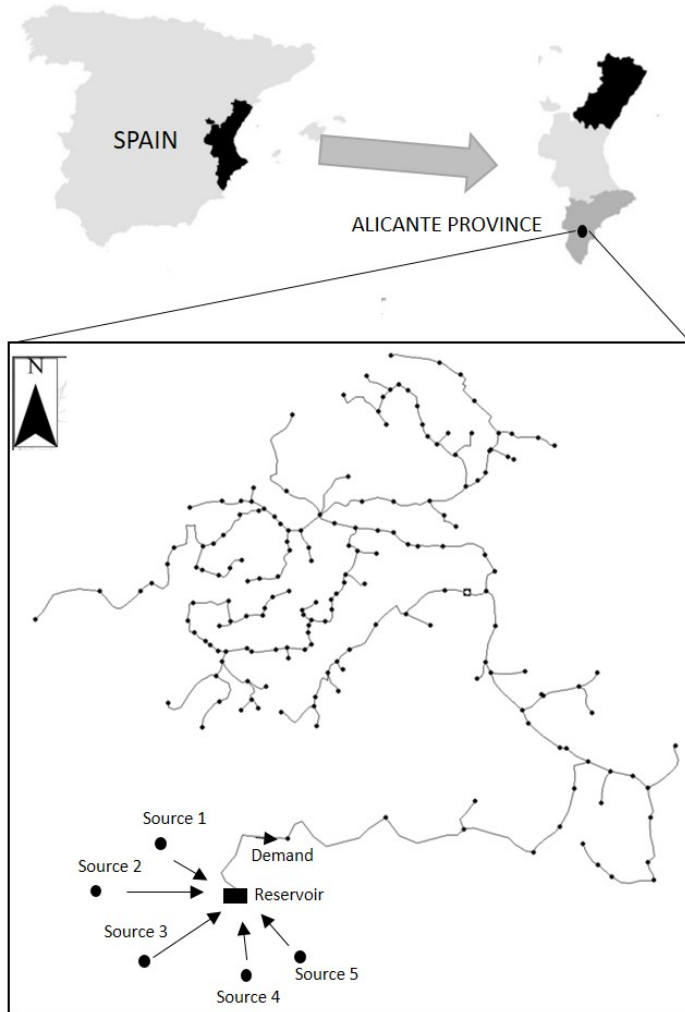 SPAIN
ALICANTE PROVINCE
N
Source 1
Demand
Source 2
Reservoir
Source 3
Source 5
Source 4